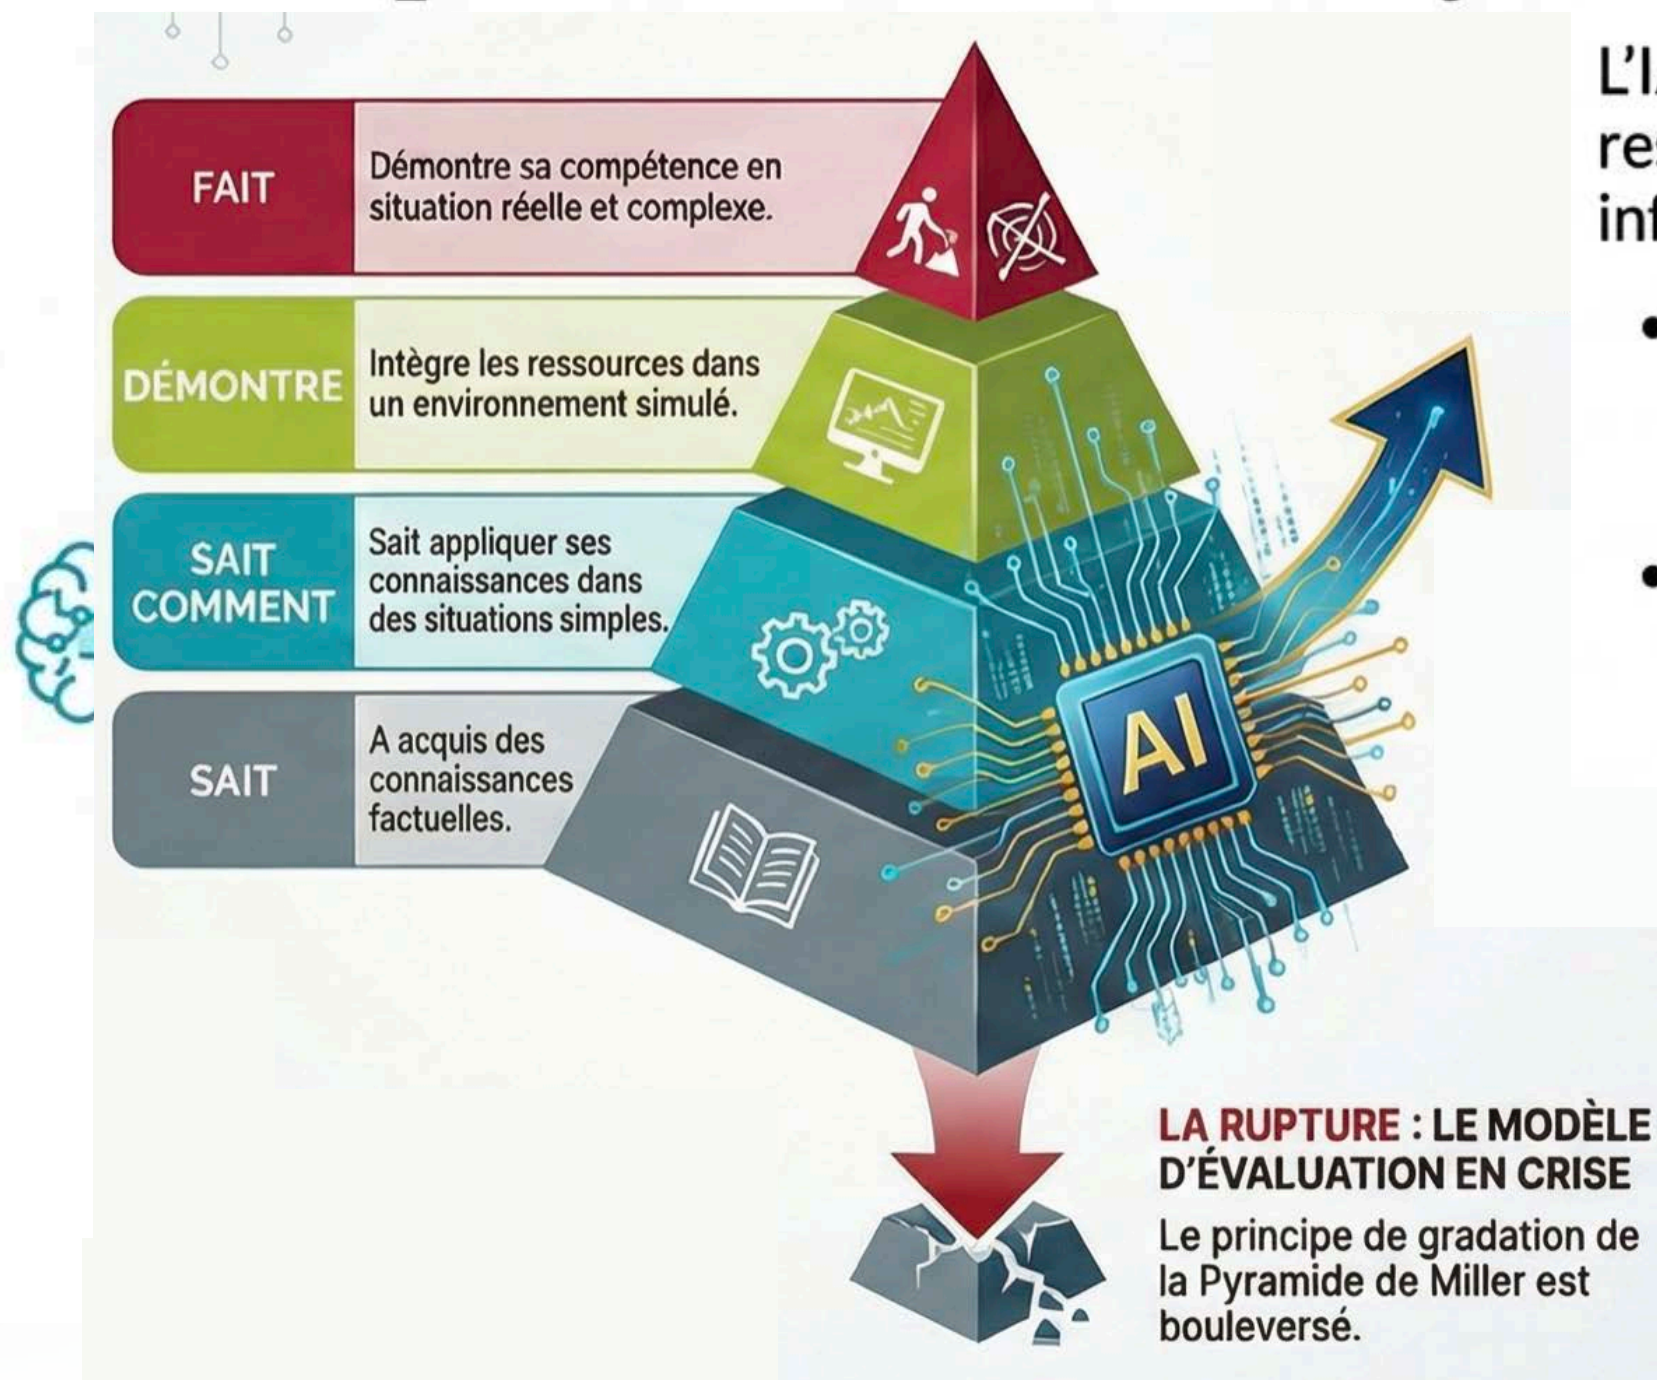 FAIT
Démontre sa compétence en
situation réelle et complexe.
DÉMONTRE
Intègre les ressources dans
un environnement simulé.
SAIT
COMMENT
Sait appliquer ses
connaissances dans
des situations simples.
SAIT
A acquis des
connaissances
factuelles.
AI
LA RUPTURE : LE MODÈLE
D'ÉVALUATION EN CRISE
Le principe de gradation de
la Pyramide de Miller est
bouleversé.